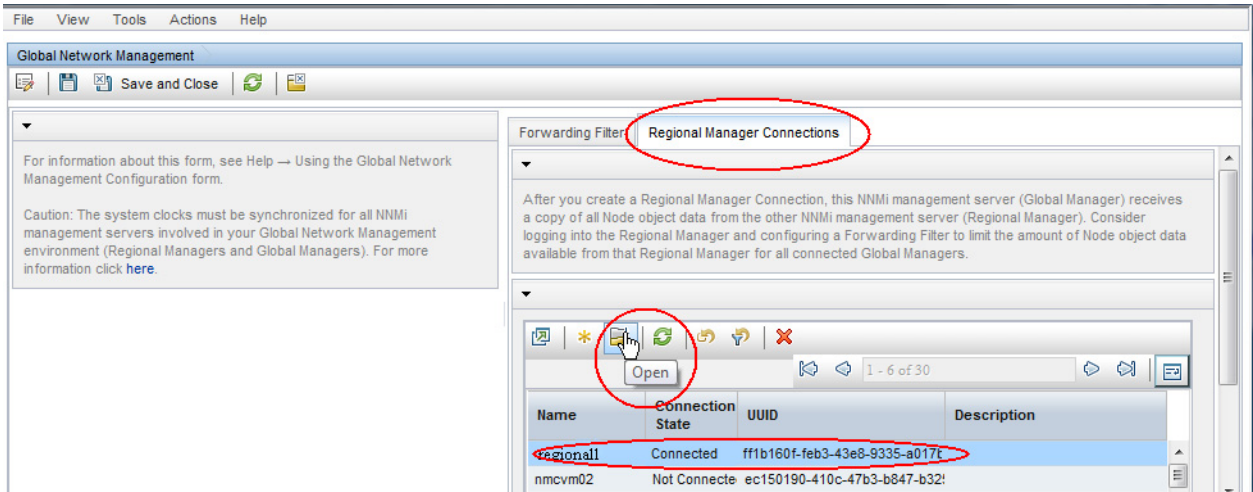 File View Tools Actions Help
Global Network Management
Save and Close
For information about this form, see Help → Using the Global Network
Management Configuration form.
Caution: The system clocks must be synchronized for all NNMi
management servers involved in your Global Network Management
environment (Regional Managers and Global Managers). For more
information click here.
Forwarding Filter Regional Manager Connections
After you create a Regional Manager Connection, this NNMi management server (Global Manager) receives
a copy of all Node object data from the other NNMi management server (Regional Manager). Consider
logging into the Regional Manager and configuring a Forwarding Filter to limit the amount of Node object data
available from that Regional Manager for all connected Global Managers.
Open
1 - 6 of 30
Name Connection State UUID Description
regional1 Connected ff1b160f-feb3-43e8-9335-a017b
nmcvm02 Not Connecte ec150190-410c-47b3-b847-b32